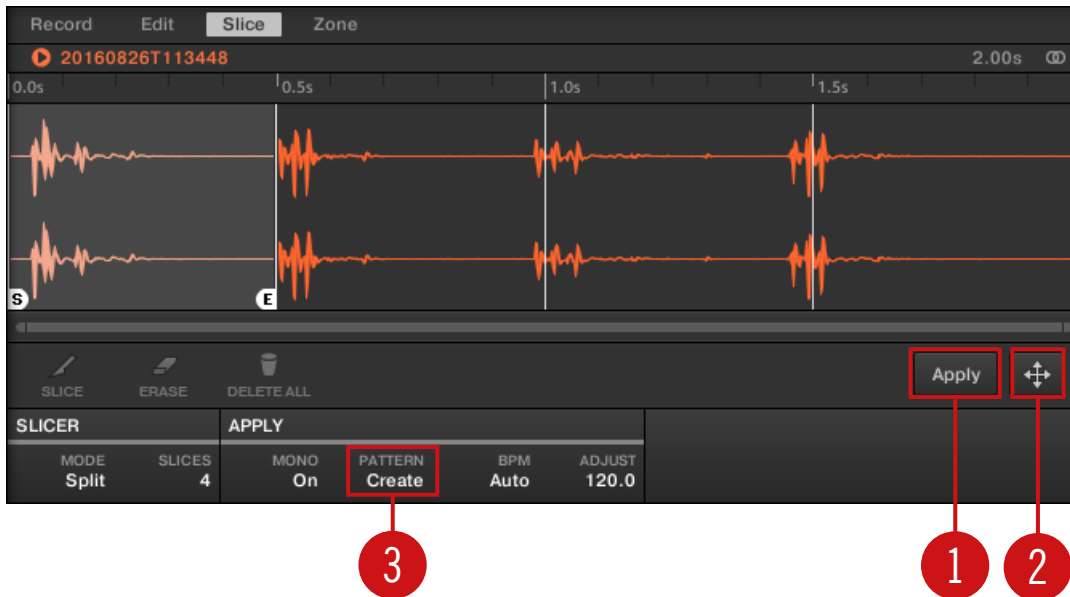 Record Edit Slice Zone
20160826T113448 2.00s
0.0s 0.5s 1.0s 1.5s
S E
SLICE ERASE DELETE ALL Apply
SLICER APPLY
MODE SLICES MONO PATTERN BPM ADJUST
Split 4 On Create Auto 120.0
3 1 2